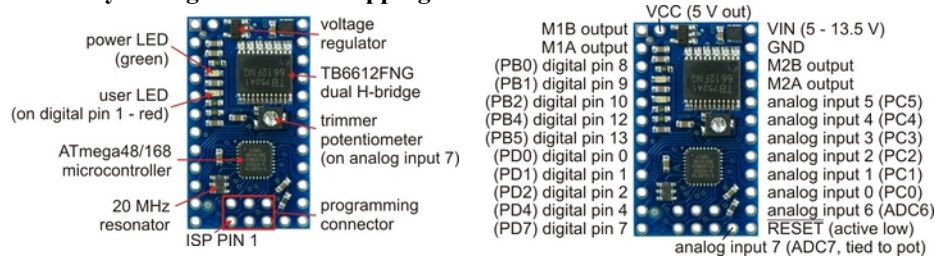 power LED
(green)
user LED
(on digital pin 1 - red)
ATmega48/168
microcontroller
20 MHz
resonator
ISP PIN 1
voltage
regulator
TB6612FNG
dual H-bridge
trimmer
potentiometer
(on analog input 7)
programming
connector
VCC (5 V out)
M1B output
M1A output
(PB0) digital pin 8
(PB1) digital pin 9
(PB2) digital pin 10
(PB4) digital pin 12
(PB5) digital pin 13
(PD0) digital pin 0
(PD1) digital pin 1
(PD2) digital pin 2
(PD4) digital pin 4
(PD7) digital pin 7
VIN (5 - 13.5 V)
GND
M2B output
M2A output
analog input 5 (PC5)
analog input 4 (PC4)
analog input 3 (PC3)
analog input 2 (PC2)
analog input 1 (PC1)
analog input 0 (PC0)
analog input 6 (ADC6)
RESET (active low)
analog input 7 (ADC7, tied to pot)